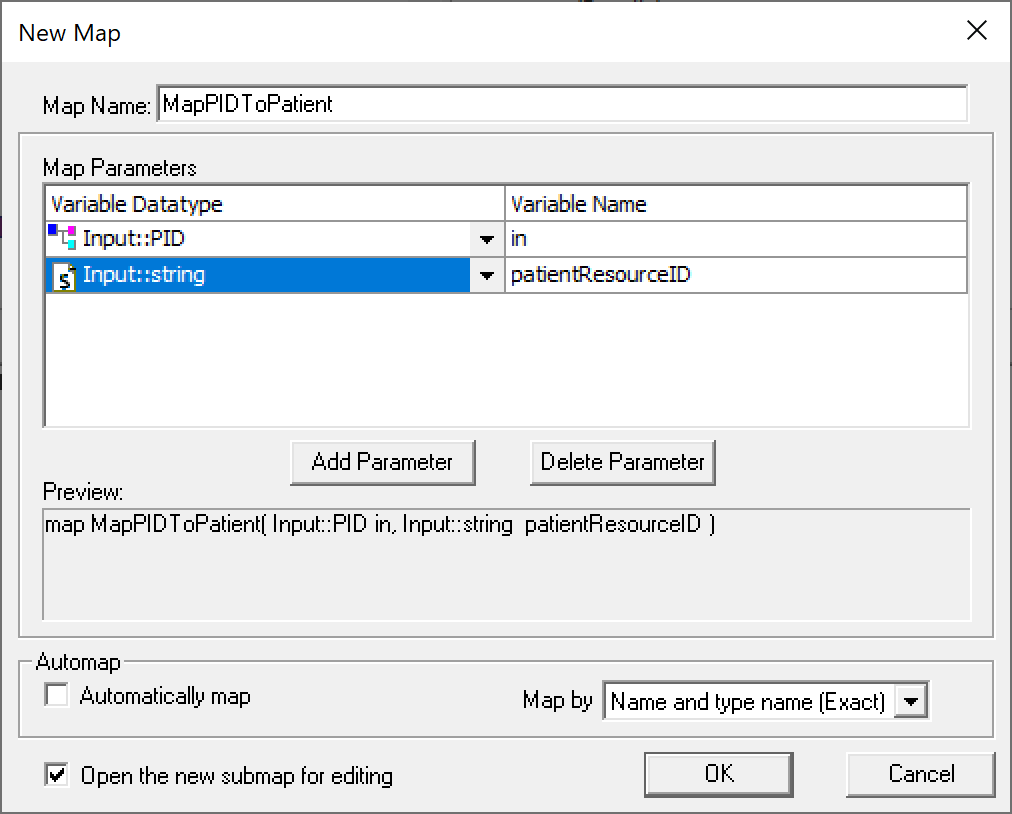 New Map
Map Name: MapPIDToPatient
Map Parameters
Variable Datatype Variable Name
Input::PID in
Input::string patientResourceID
Add Parameter Delete Parameter
Preview:
map MapPIDToPatient( Input::PID in, Input::string  patientResourceID )
Automap
Automatically map Map by Name and type name (Exact)
Open the new submap for editing OK Cancel